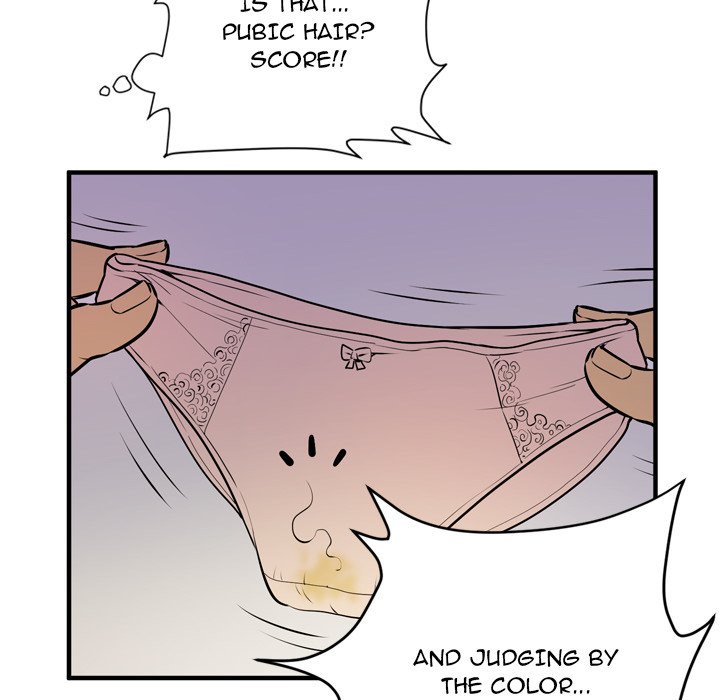 IS THAT...
PUBIC HAIR?
SCORE!!
AND JUDGING BY
THE COLOR...